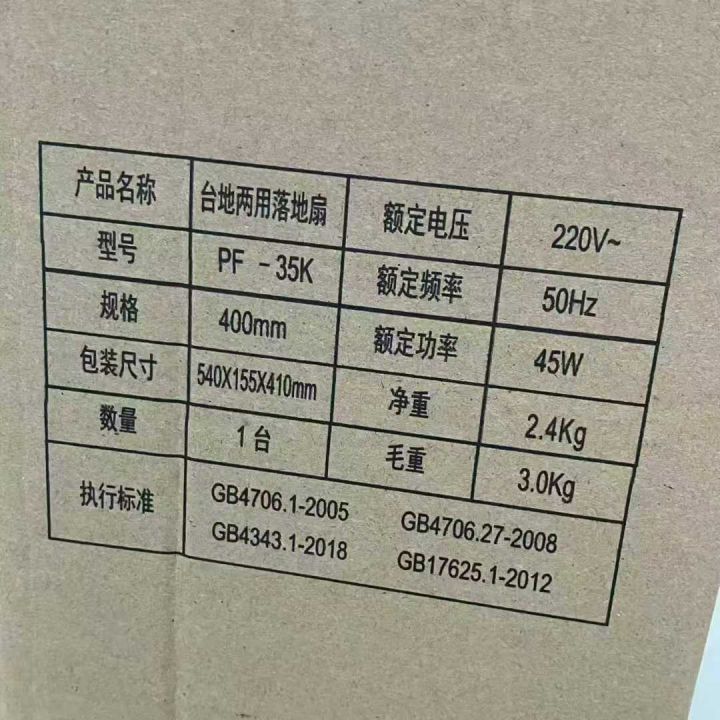 产品名称 台地两用落地扇 额定电压 220V~
型号 PF - 35K 额定频率 50Hz
规格 400mm 额定功率 45W
包装尺寸 540X155X410mm 净重 2.4Kg
数量 1台 毛重 3.0Kg
执行标准 GB4706.1-2005 GB4706.27-2008
GB4343.1-2018 GB17625.1-2012